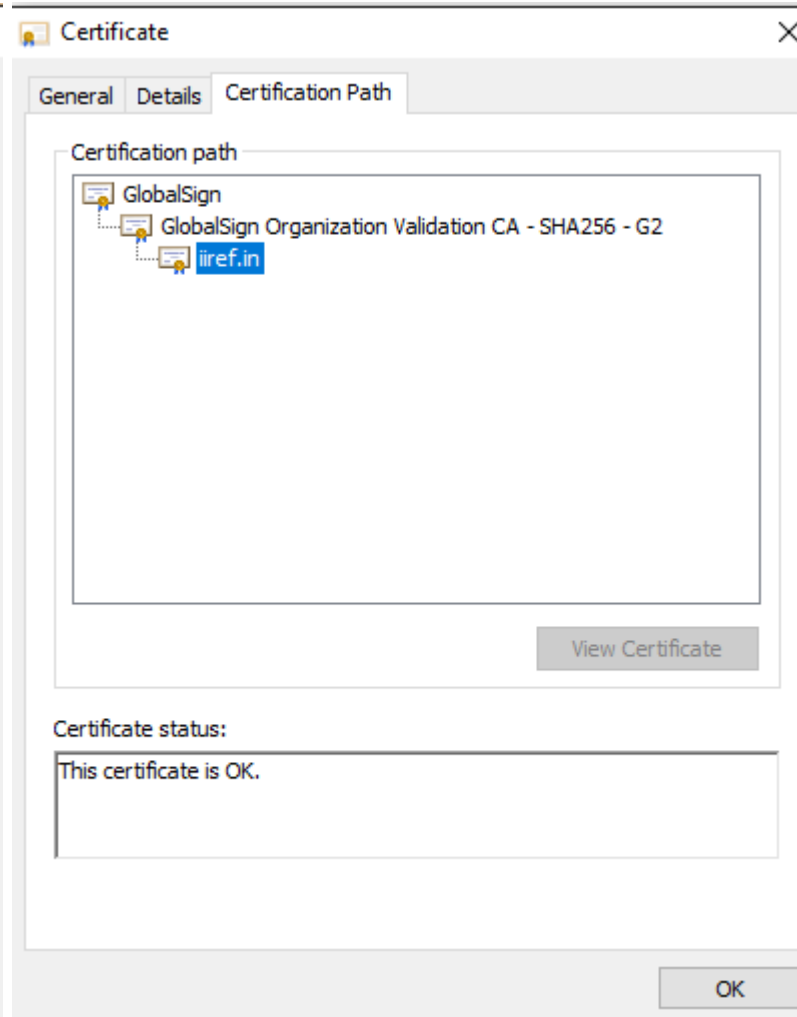 Certificate
General Details Certification Path
Certification path
GlobalSign
GlobalSign Organization Validation CA - SHA256 - G2
iiref.in
View Certificate
Certificate status:
This certificate is OK.
OK